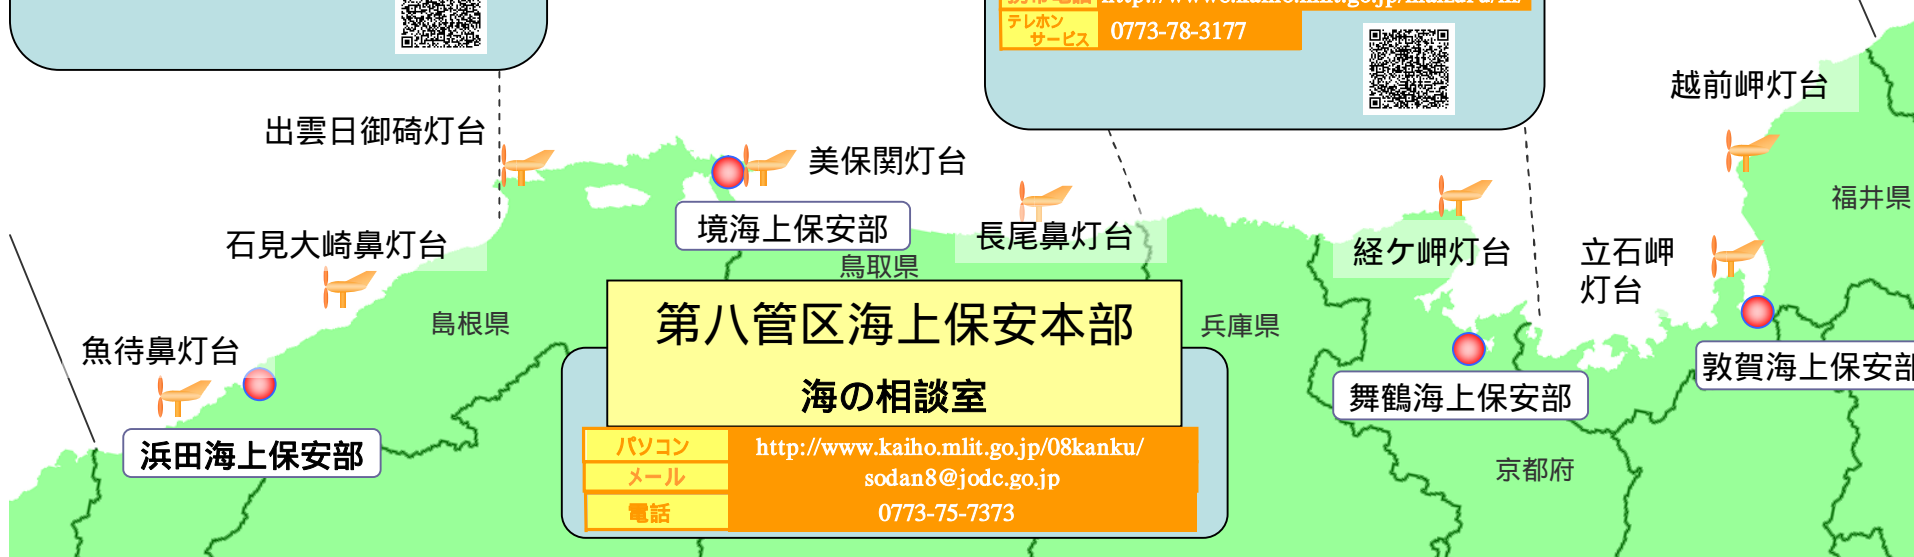 テレホン
サービス
0773-78-3177
越前岬灯台
出雲日御碕灯台
美保関灯台
福井県
境海上保安部
長尾鼻灯台
石見大崎鼻灯台
経ケ岬灯台
立石岬
灯台
鳥取県
島根県
第八管区海上保安本部
兵庫県
魚待鼻灯台
海の相談室
敦賀海上保安部
舞鶴海上保安部
浜田海上保安部
パソコン
http://www.kaiho.mlit.go.jp/08kanku/
メール
sodan8@jodc.go.jp
電話
0773-75-7373
京都府